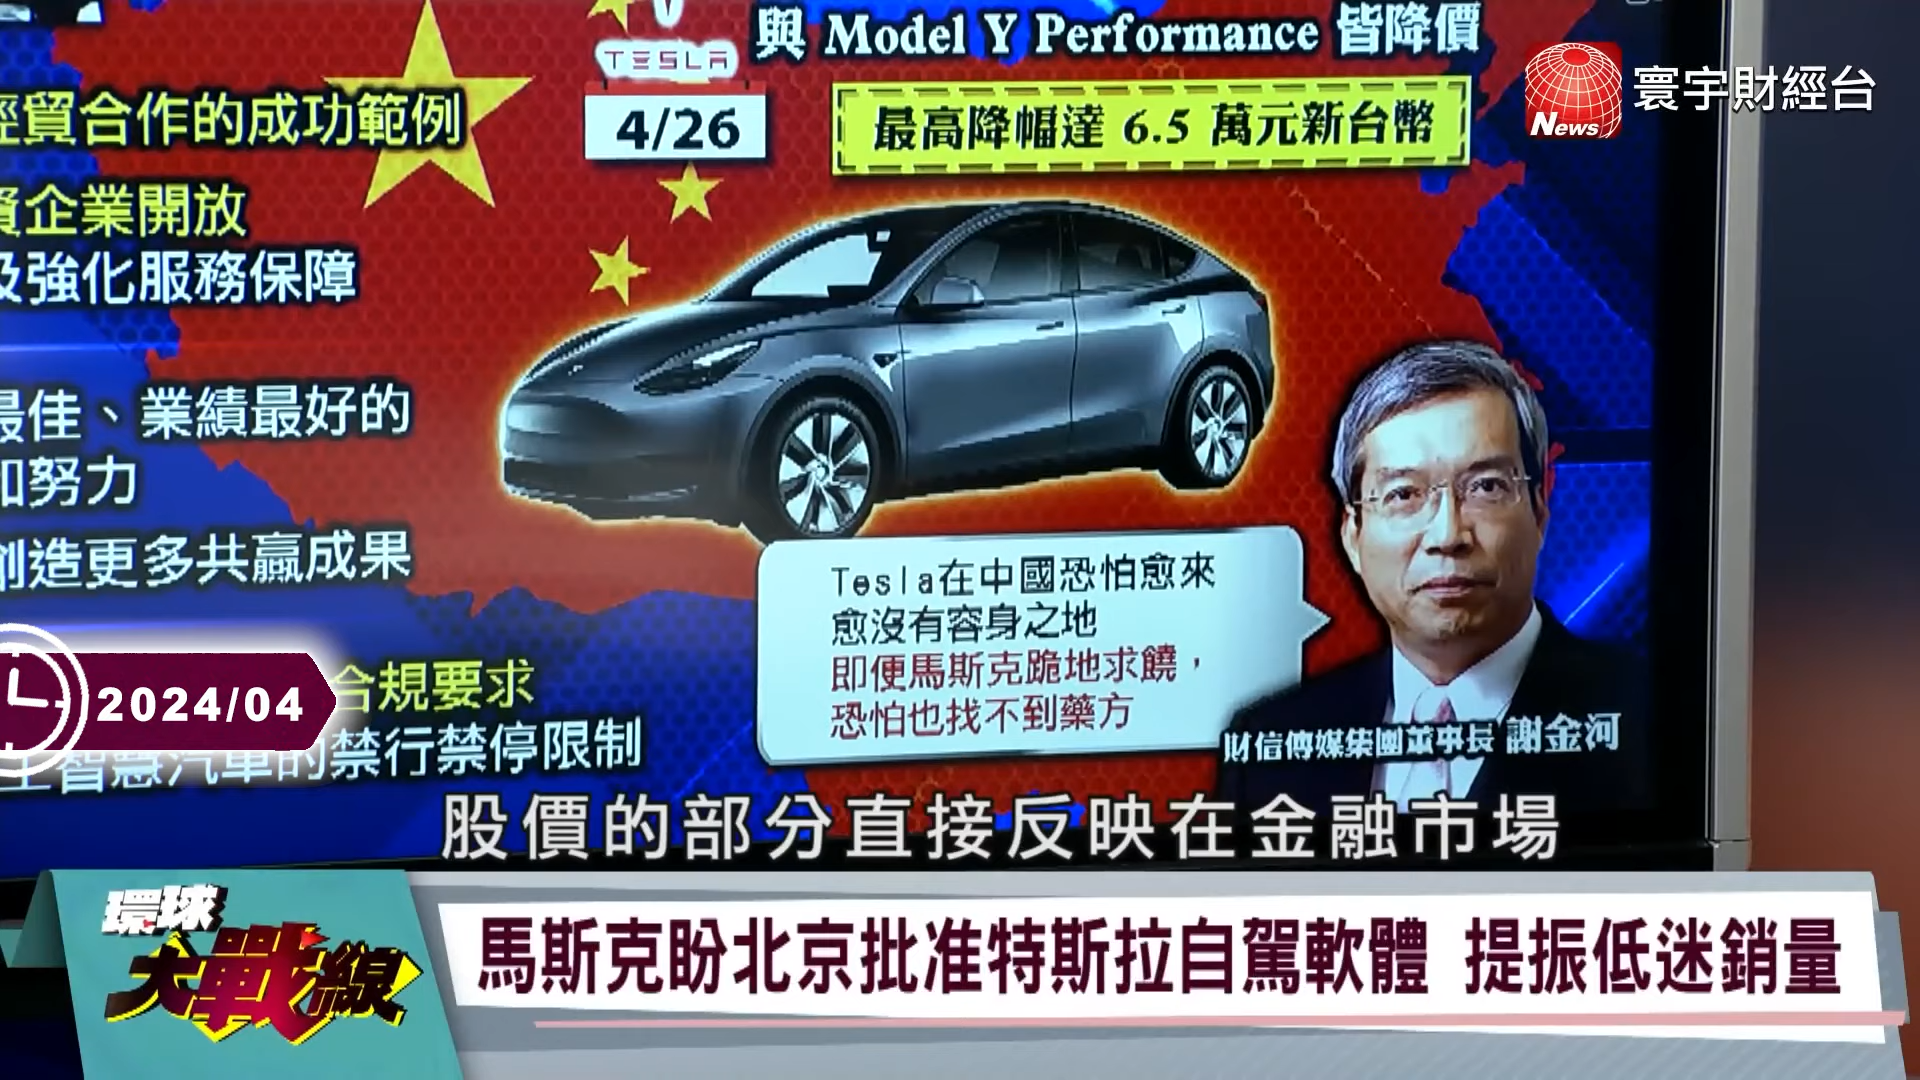 與 Model Y Performance 皆降價
TESLA
4/26
最高降幅達 6.5 萬元新台幣
News
寰宇財經台
經貿合作的成功範例
資企業開放
及強化服務保障
最佳、業績最好的
和努力
創造更多共贏成果
合規要求
智慧汽車的禁行禁停限制
2024/04
Tesla在中國恐怕愈來
愈沒有容身之地
即便馬斯克跪地求饒，
恐怕也找不到藥方
財信傳媒集團董事長 謝金河
股價的部分直接反映在金融市場
環球
大戰線
馬斯克盼北京批准特斯拉自駕軟體 提振低迷銷量